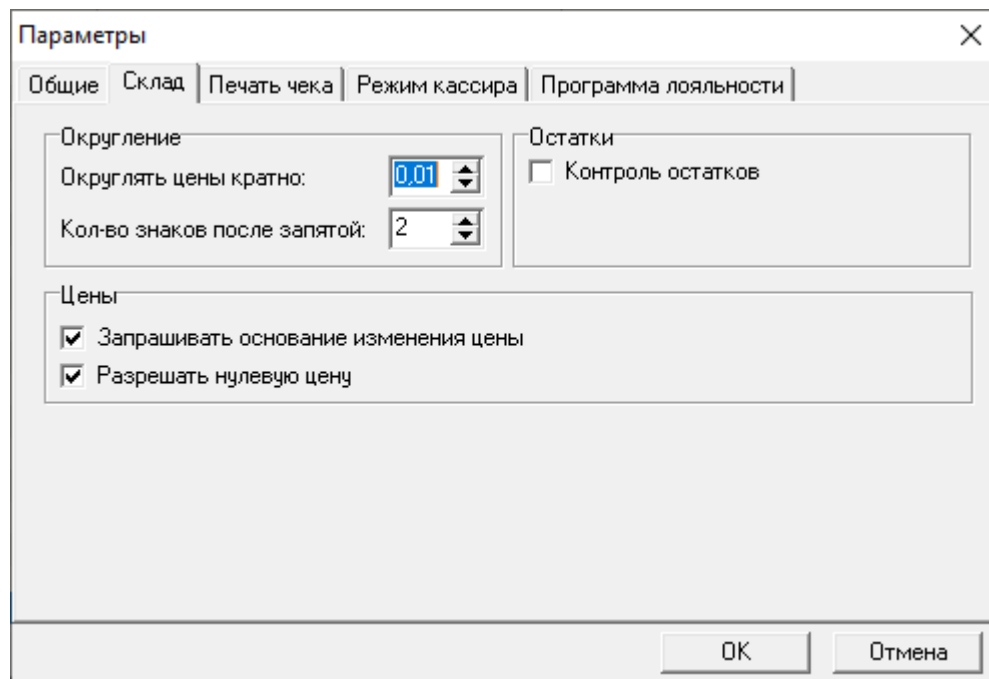 Параметры
Общие Склад Печать чека Режим кассира Программа лояльности
Округление
Округлять цены кратно: 0,01
Кол-во знаков после запятой: 2
Остатки
Контроль остатков
Цены
Запрашивать основание изменения цены
Разрешать нулевую цену
OK Отмена